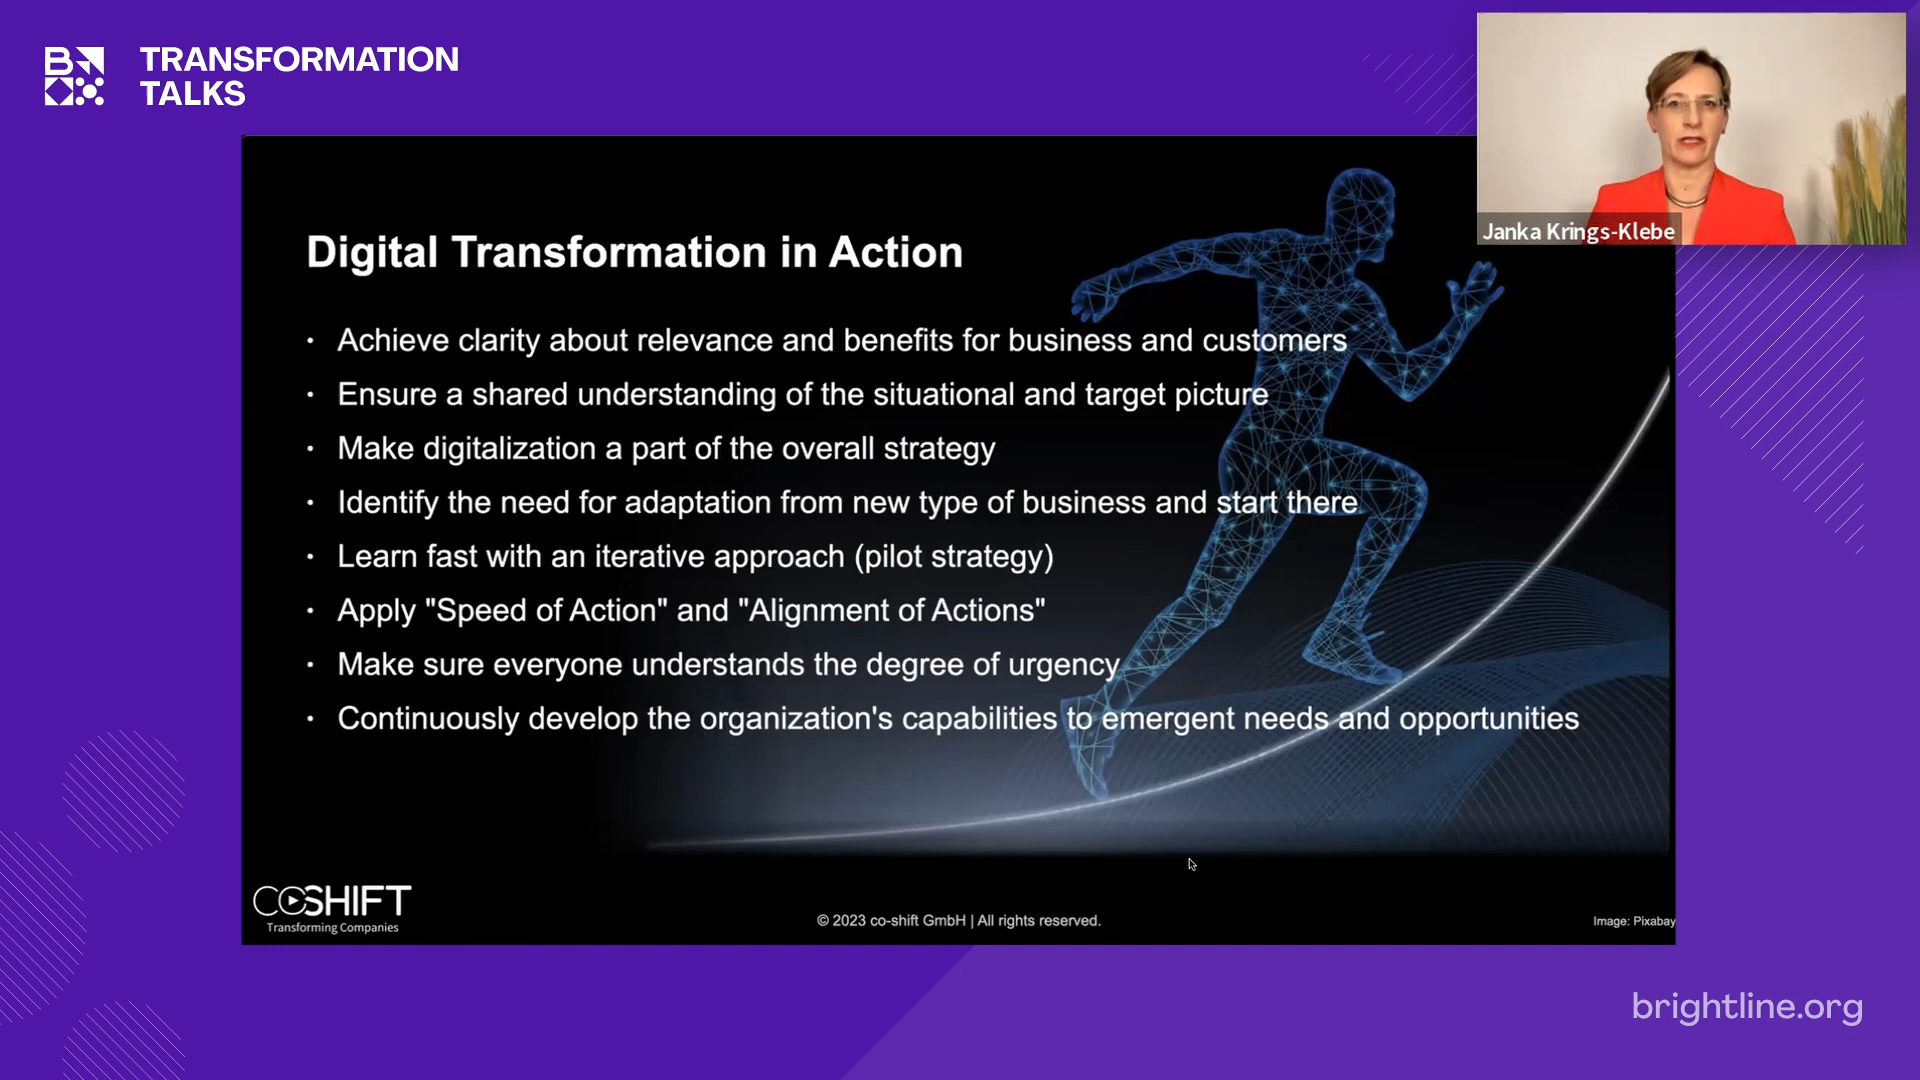 TRANSFORMATION
TALKS
Janka Krings-Klebe
Digital Transformation in Action
• Achieve clarity about relevance and benefits for business and customers
• Ensure a shared understanding of the situational and target picture
• Make digitalization a part of the overall strategy
• Identify the need for adaptation from new type of business and start there
• Learn fast with an iterative approach (pilot strategy)
• Apply "Speed of Action" and "Alignment of Actions"
• Make sure everyone understands the degree of urgency
• Continuously develop the organization's capabilities to emergent needs and opportunities
COSHIFT
Transforming Companies
© 2023 co-shift GmbH | All rights reserved.
Image: Pixabay
brightline.org